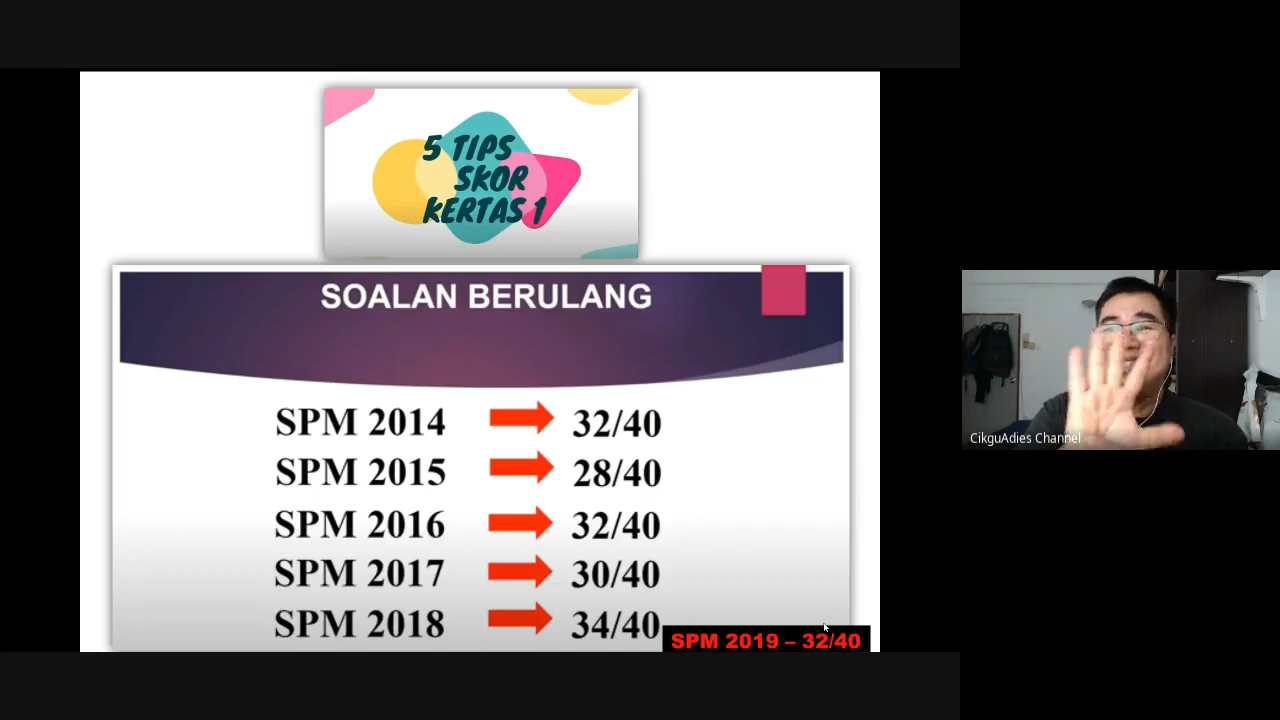 5 TIPS
SKOR
KERTAS 1
SOALAN BERULANG
SPM 2014 32/40
SPM 2015 28/40
SPM 2016 32/40
SPM 2017 30/40
SPM 2018 34/40
SPM 2019 – 32/40
CikguAdies Channel